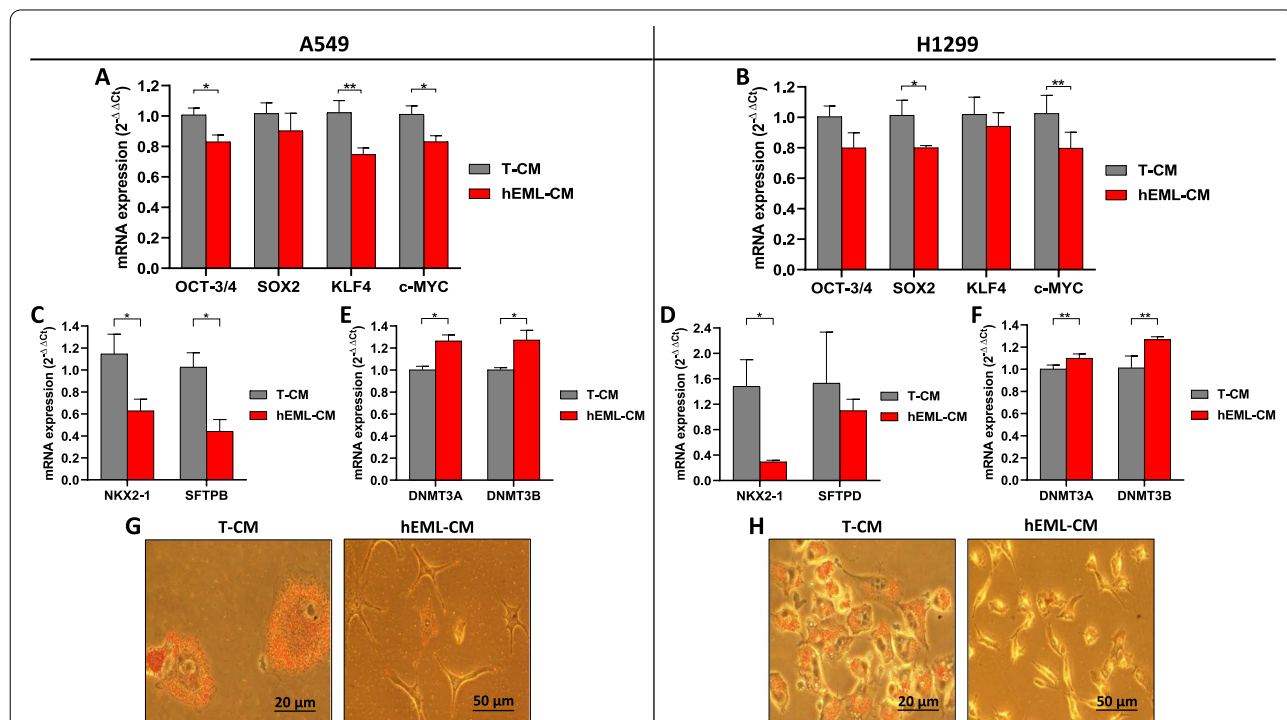 A549
H1299
A
mRNA expression (2^-Δ ΔCt)
1.2
1.0
0.8
0.6
0.4
0.2
0.0
*
**
*
OCT-3/4 SOX2 KLF4 c-MYC
T-CM
hEML-CM
B
mRNA expression (2^-Δ ΔCt)
1.2
1.0
0.8
0.6
0.4
0.2
0.0
*
**
OCT-3/4 SOX2 KLF4 c-MYC
T-CM
hEML-CM
C
mRNA expression (2^-Δ ΔCt)
1.4
1.2
1.0
0.8
0.6
0.4
0.2
0.0
*
*
NKX2-1 SFTPB
T-CM
hEML-CM
E
mRNA expression (2^-Δ ΔCt)
1.4
1.2
1.0
0.8
0.6
0.4
0.2
0.0
*
*
DNMT3A DNMT3B
T-CM
hEML-CM
D
mRNA expression (2^-Δ ΔCt)
2.4
2.0
1.6
1.2
0.8
0.4
0.0
*
NKX2-1 SFTPD
T-CM
hEML-CM
F
mRNA expression (2^-Δ ΔCt)
1.4
1.2
1.0
0.8
0.6
0.4
0.2
0.0
**
**
DNMT3A DNMT3B
T-CM
hEML-CM
G
T-CM
hEML-CM
20 µm
50 µm
H
T-CM
hEML-CM
20 µm
50 µm